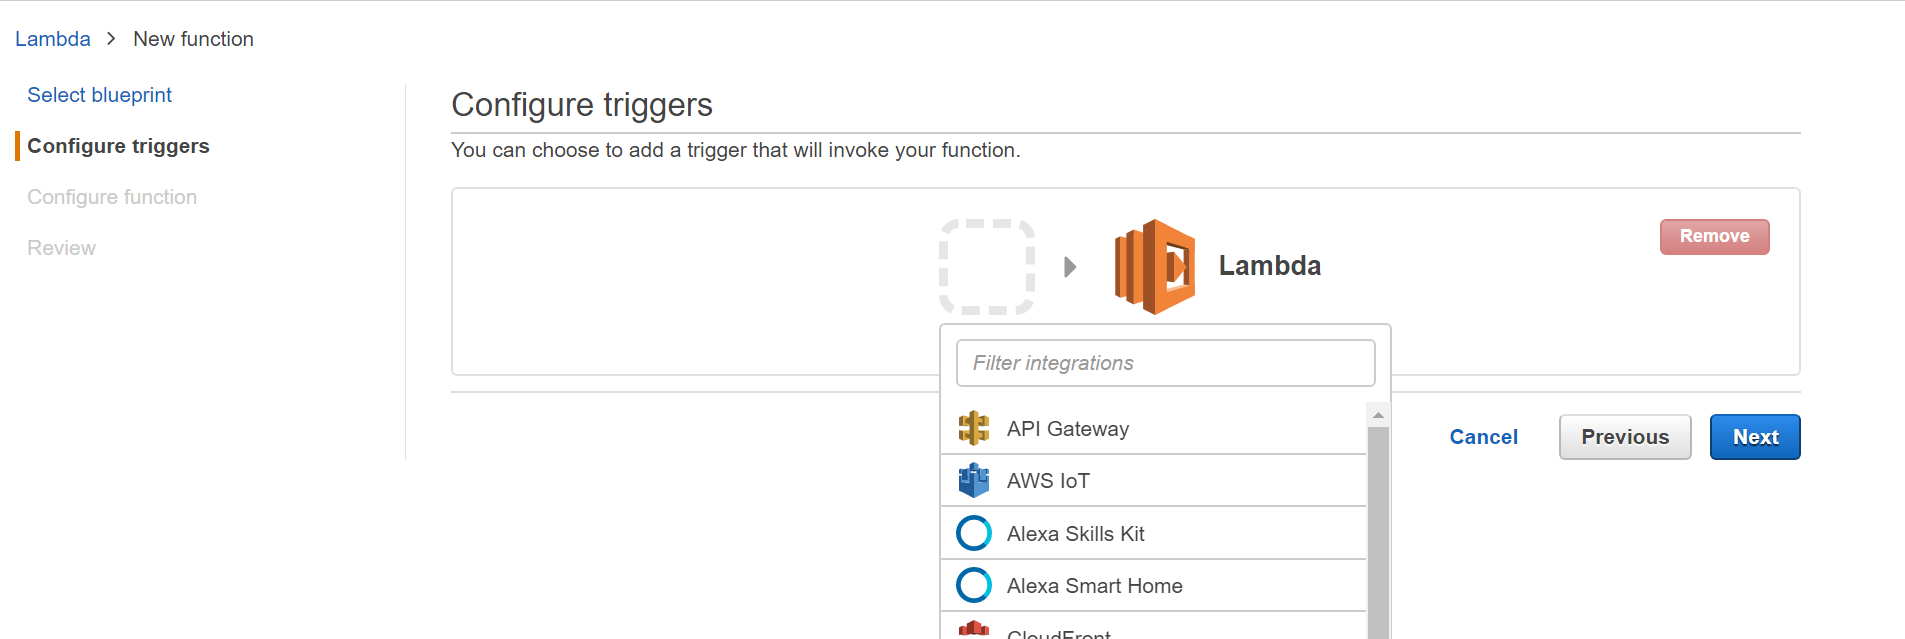 Lambda > New function
Select blueprint
Configure triggers
Configure function
Review
Configure triggers
You can choose to add a trigger that will invoke your function.
Lambda
Remove
Filter integrations
API Gateway
AWS IoT
Alexa Skills Kit
Alexa Smart Home
CloudFront
Cancel
Previous
Next